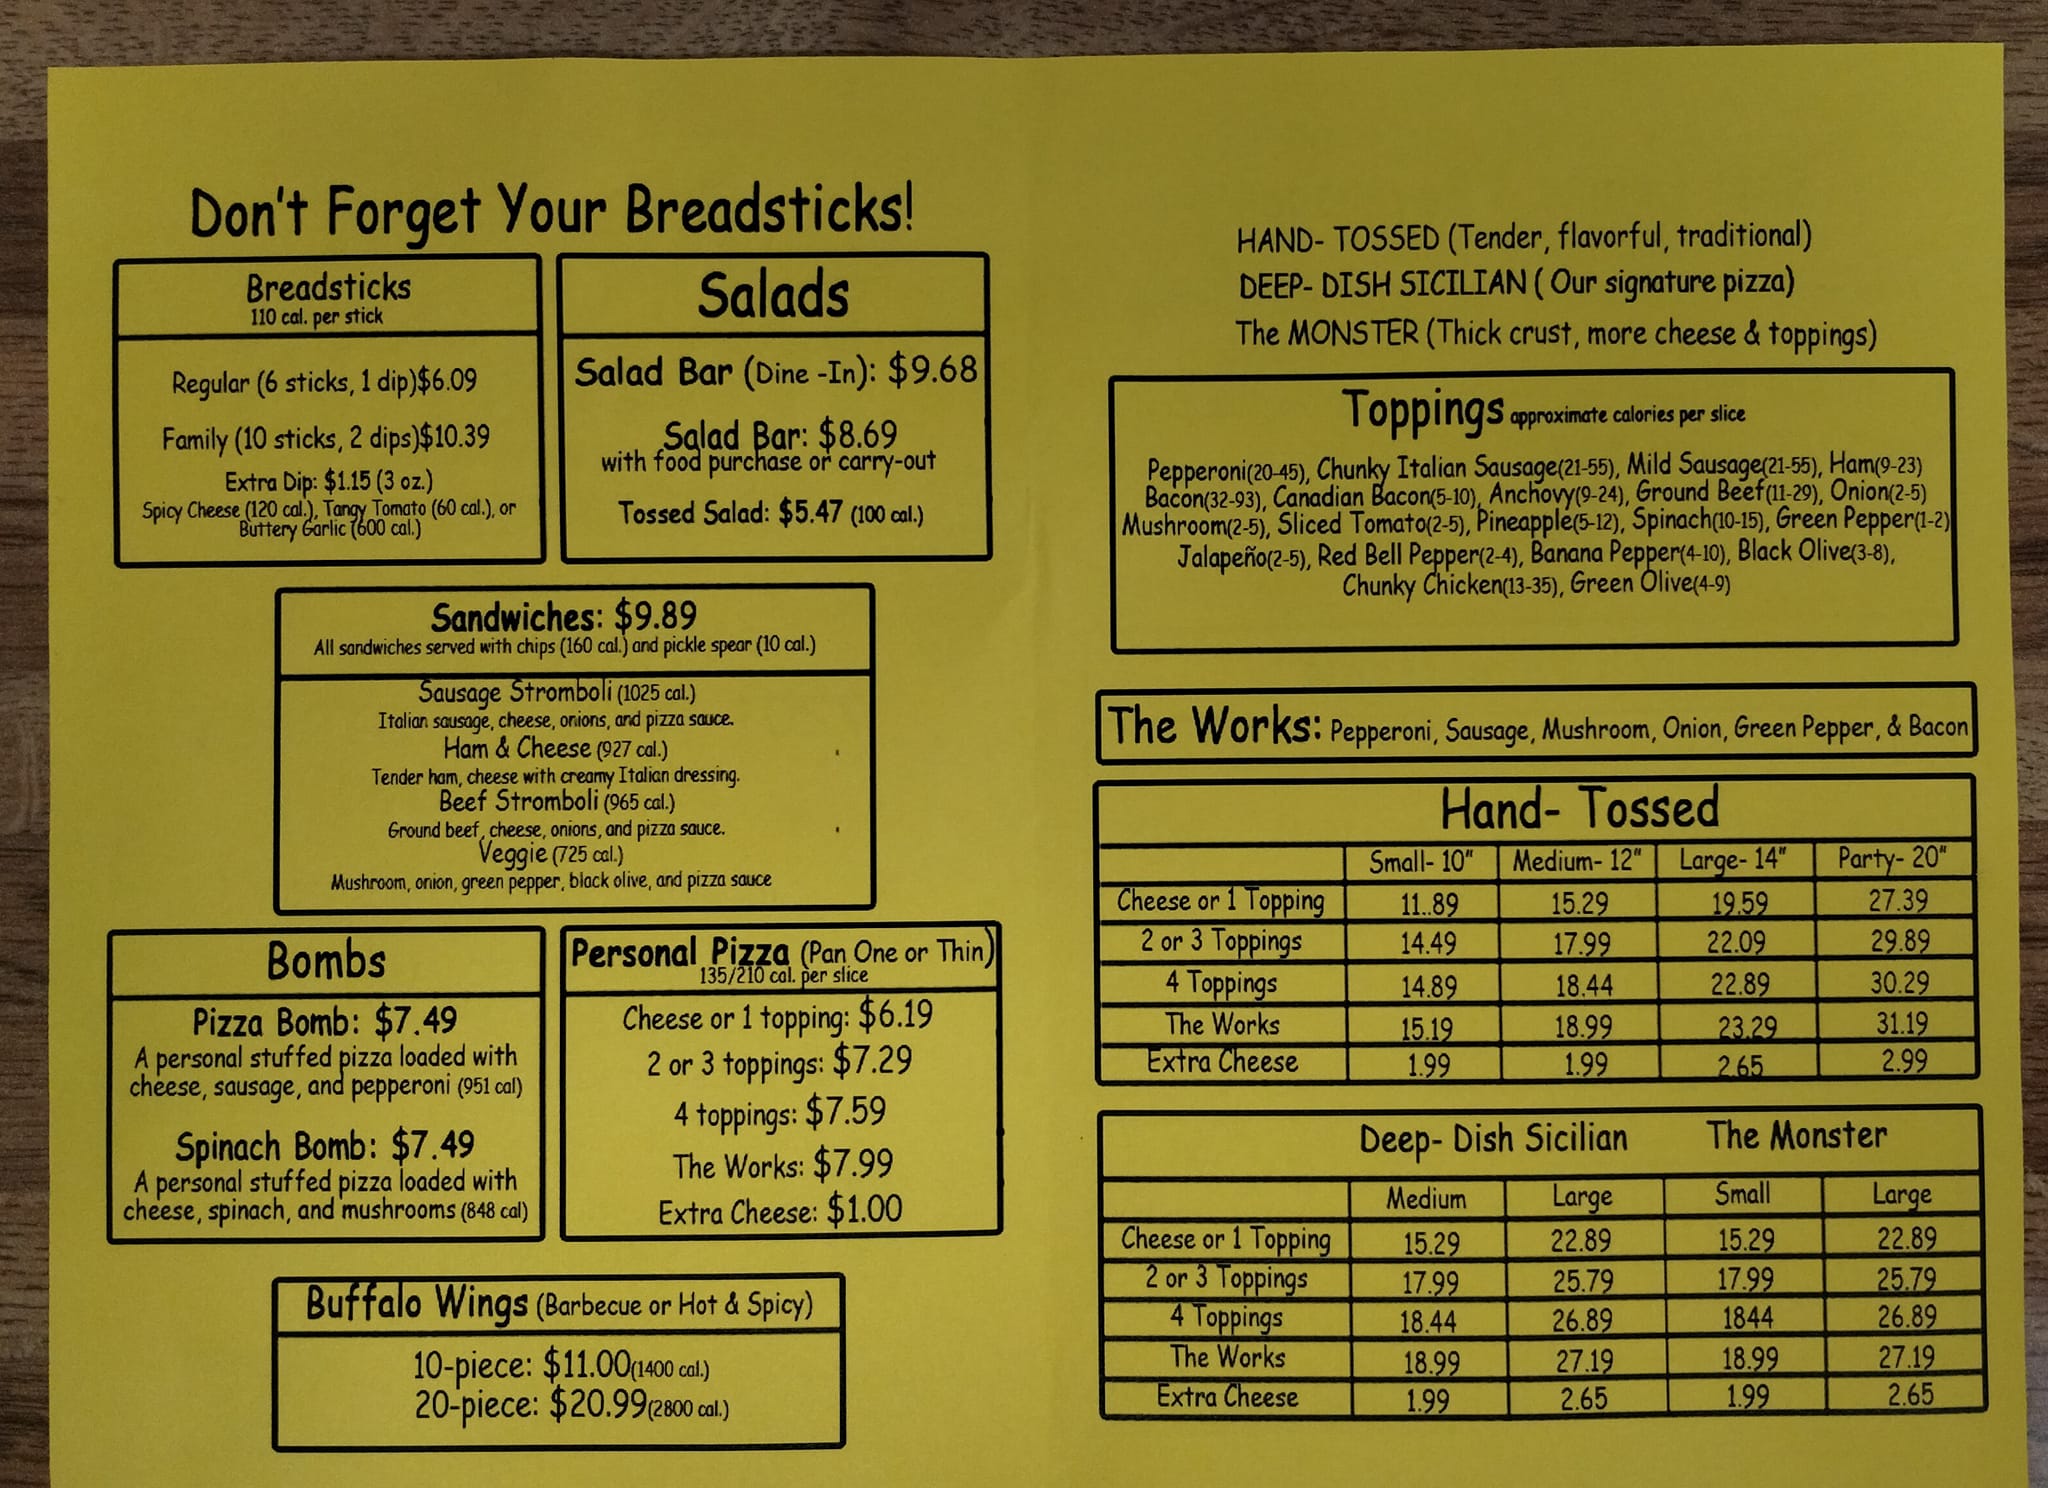 Don't Forget Your Breadsticks!
Breadsticks
110 cal. per stick
Regular (6 sticks, 1 dip)$6.09
Family (10 sticks, 2 dips)$10.39
Extra Dip: $1.15 (3 oz.)
Spicy Cheese (120 cal.), Tangy Tomato (60 cal.), or
Buttery Garlic (600 cal.)
Salads
Salad Bar (Dine -In): $9.68
Salad Bar: $8.69
with food purchase or carry-out
Tossed Salad: $5.47 (100 cal.)
Sandwiches: $9.89
All sandwiches served with chips (160 cal.) and pickle spear (10 cal.)
Sausage Stromboli (1025 cal.)
Italian sausage, cheese, onions, and pizza sauce.
Ham & Cheese (927 cal.)
Tender ham, cheese with creamy Italian dressing.
Beef Stromboli (965 cal.)
Ground beef, cheese, onions, and pizza sauce.
Veggie (725 cal.)
Mushroom, onion, green pepper, black olive, and pizza sauce
Bombs
Pizza Bomb: $7.49
A personal stuffed pizza loaded with
cheese, sausage, and pepperoni (951 cal)
Spinach Bomb: $7.49
A personal stuffed pizza loaded with
cheese, spinach, and mushrooms (848 cal)
Personal Pizza (Pan One or Thin)
135/210 cal. per slice
Cheese or 1 topping: $6.19
2 or 3 toppings: $7.29
4 toppings: $7.59
The Works: $7.99
Extra Cheese: $1.00
Buffalo Wings (Barbecue or Hot & Spicy)
10-piece: $11.00(1400 cal.)
20-piece: $20.99(2800 cal.)
HAND- TOSSED (Tender, flavorful, traditional)
DEEP- DISH SICILIAN ( Our signature pizza)
The MONSTER (Thick crust, more cheese & toppings)
Toppings approximate calories per slice
Pepperoni(20-45), Chunky Italian Sausage(21-55), Mild Sausage(21-55), Ham(9-23)
Bacon(32-93), Canadian Bacon(5-10), Anchovy(9-24), Ground Beef(11-29), Onion(2-5)
Mushroom(2-5), Sliced Tomato(2-5), Pineapple(5-12), Spinach(10-15), Green Pepper(1-2)
Jalapeño(2-5), Red Bell Pepper(2-4), Banana Pepper(4-10), Black Olive(3-8),
Chunky Chicken(13-35), Green Olive(4-9)
The Works: Pepperoni, Sausage, Mushroom, Onion, Green Pepper, & Bacon
Hand- Tossed
Small- 10" Medium- 12" Large- 14" Party- 20"
Cheese or 1 Topping 11..89 15.29 19.59 27.39
2 or 3 Toppings 14.49 17.99 22.09 29.89
4 Toppings 14.89 18.44 22.89 30.29
The Works 15.19 18.99 23.29 31.19
Extra Cheese 1.99 1.99 2.65 2.99
Deep- Dish Sicilian The Monster
Medium Large Small Large
Cheese or 1 Topping 15.29 22.89 15.29 22.89
2 or 3 Toppings 17.99 25.79 17.99 25.79
4 Toppings 18.44 26.89 1844 26.89
The Works 18.99 27.19 18.99 27.19
Extra Cheese 1.99 2.65 1.99 2.65